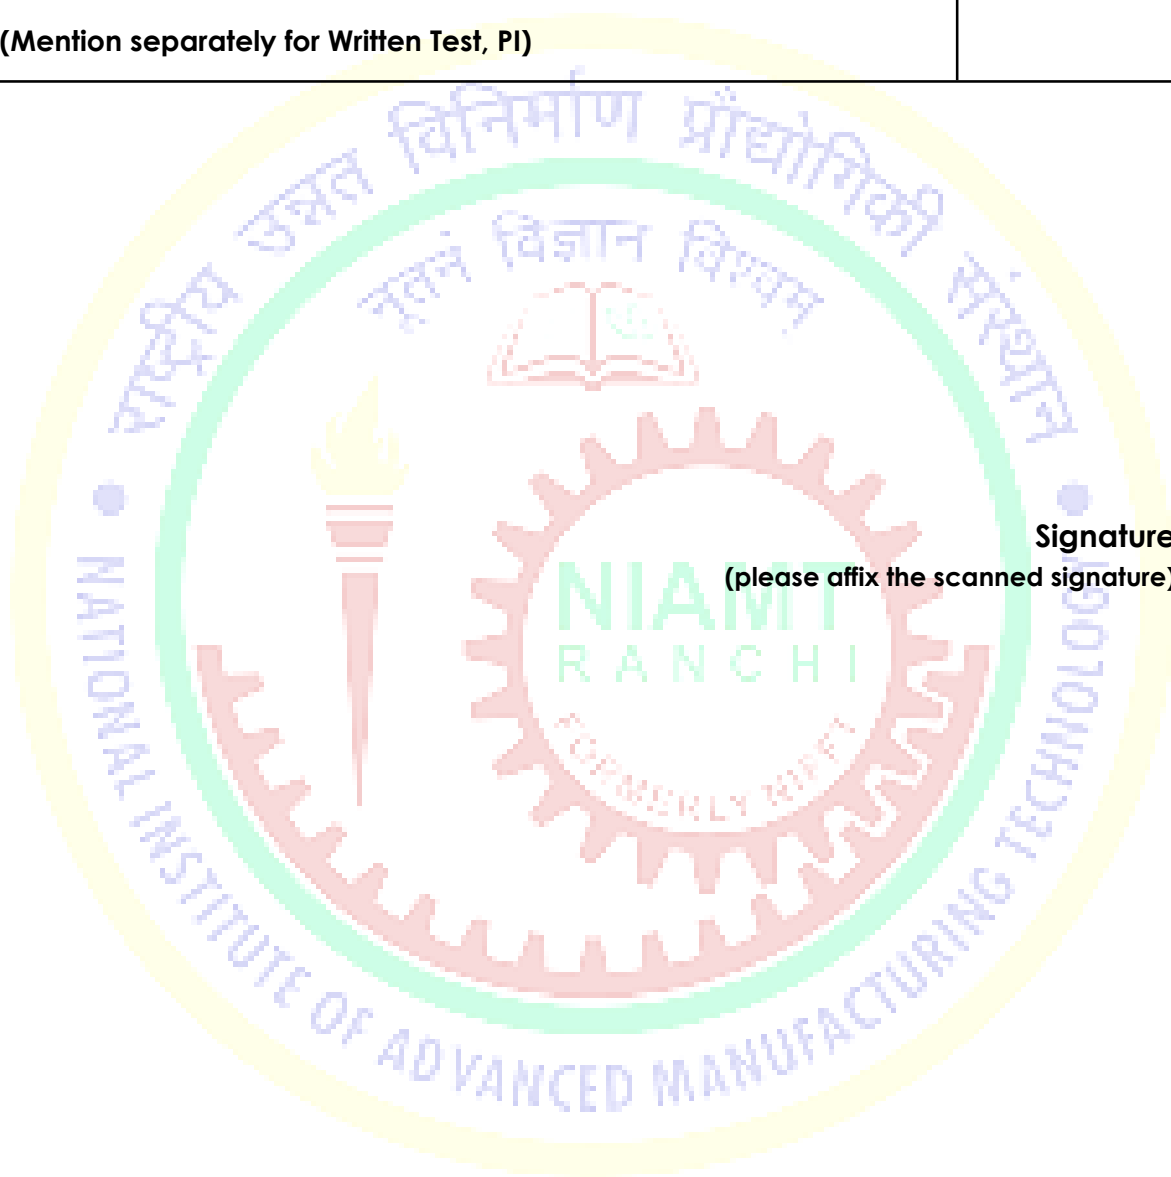 (Mention separately for Written Test, PI)
राष्ट्रीय उन्नत विनिर्माण प्रौद्योगिकी संस्थान
नूतनं विज्ञान विश्वम्
Signature
(please affix the scanned signature)
NIAMT
RANCHI
FORMERLY NIFFT
NATIONAL INSTITUTE OF ADVANCED MANUFACTURING TECHNOLOGY